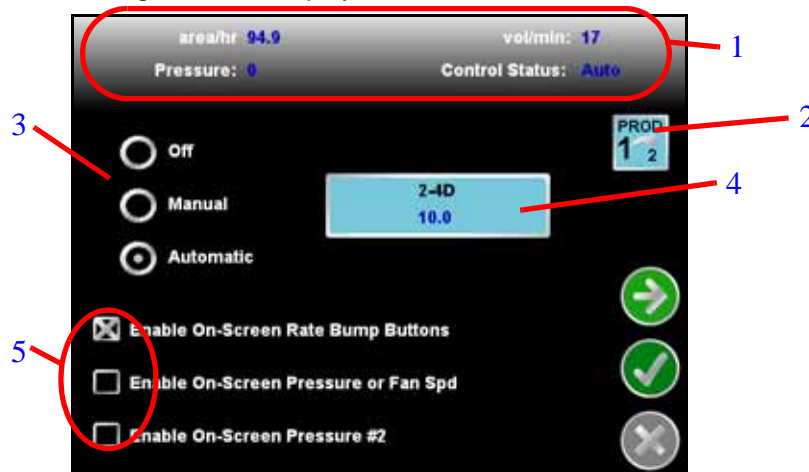 area/hr 94.9 vol/min: 17 1
Pressure: 0 Control Status: Auto
PROD 2
1 2
3
Off
4
2-4D
Manual
10.0
Automatic
Enable On-Screen Rate Bump Buttons
5
Enable On-Screen Pressure or Fan Spd
Enable On-Screen Pressure #2